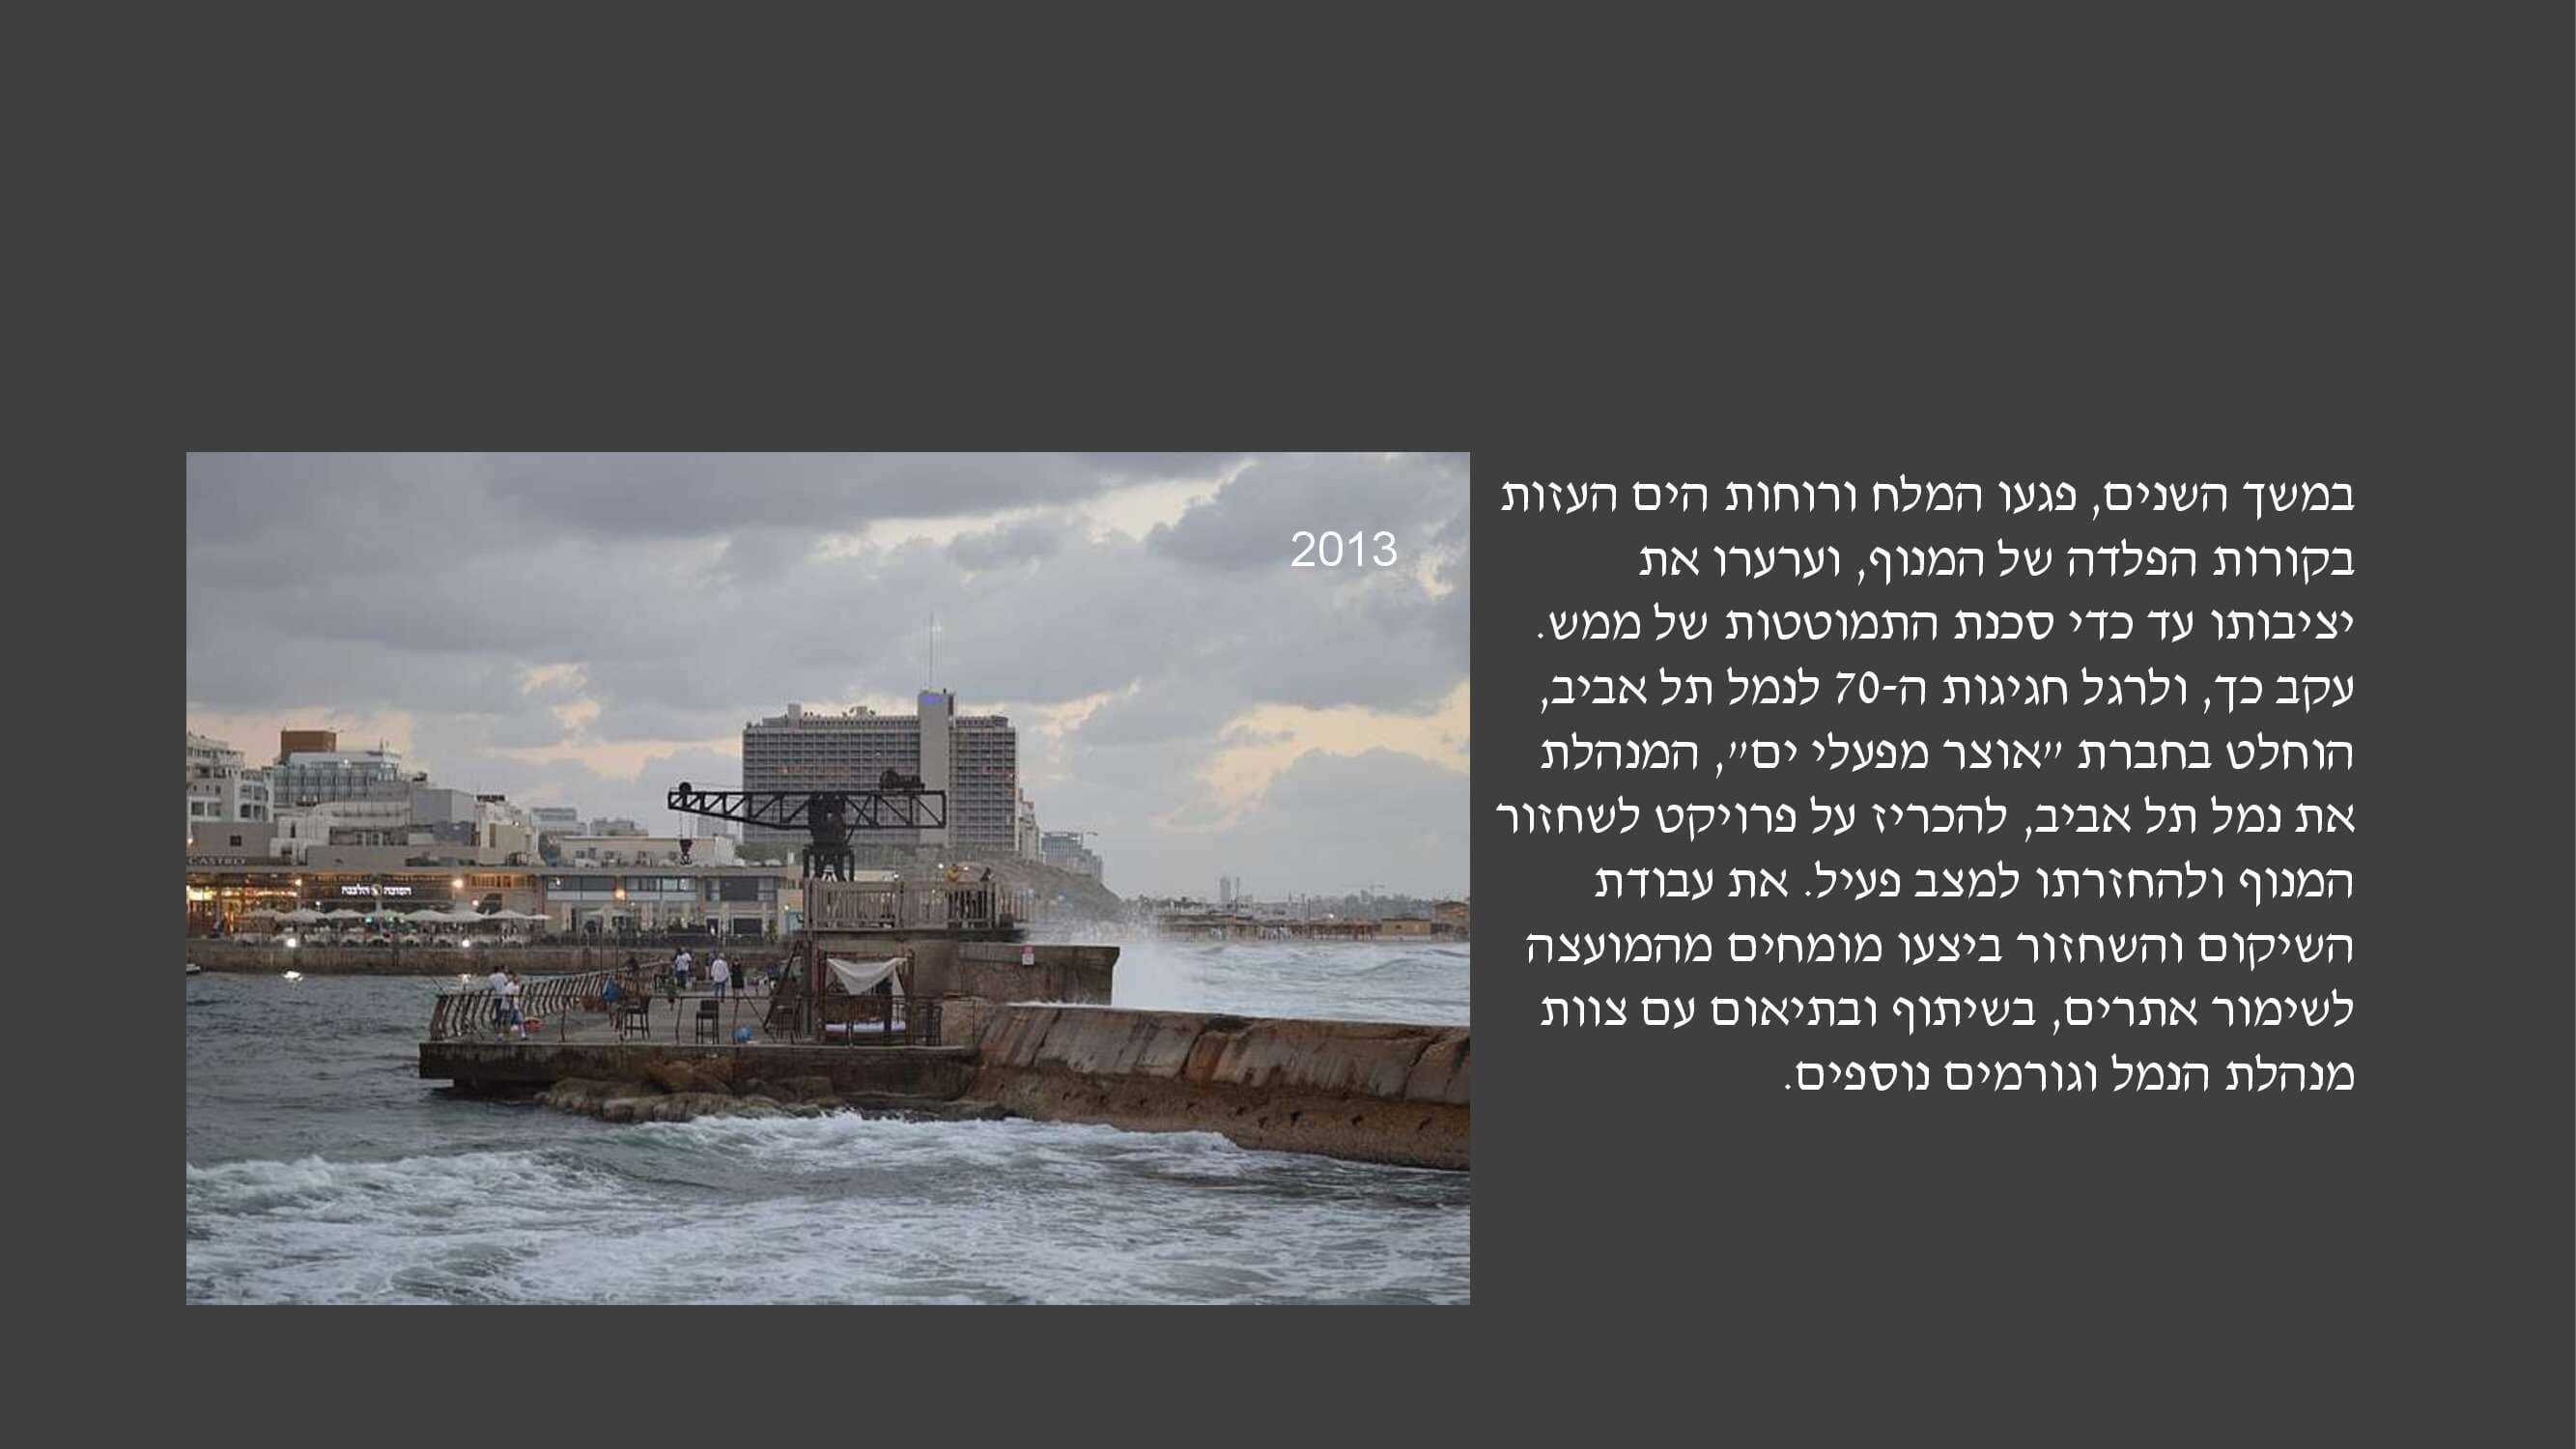 במשך השנים, פגעו המלח ורוחות הים העזות
בקורות הפלדה של המנוף, וערערו את
יציבותו עד כדי סכנת התמוטטות של ממש.
עקב כך, ולרגל חגיגות ה-70 לנמל תל אביב,
הוחלט בחברת "אוצר מפעלי ים", המנהלת
את נמל תל אביב, להכריז על פרויקט לשחזור
המנוף ולהחזרתו למצב פעיל. את עבודת
השיקום והשחזור ביצעו מומחים מהמועצה
לשימור אתרים, בשיתוף ובתיאום עם צוות
מנהלת הנמל וגורמים נוספים.
2013
CASTRO
הסוכה הלבנה